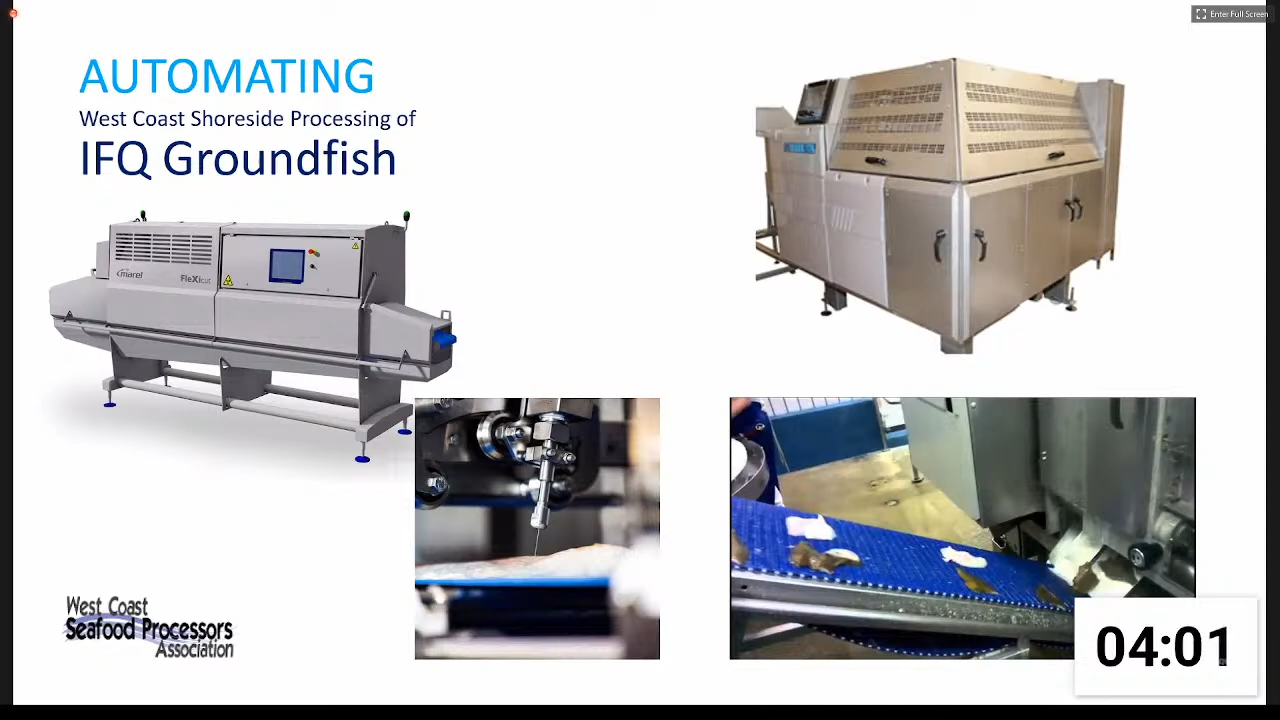 Enter Full Screen
AUTOMATING
West Coast Shoreside Processing of
IFQ Groundfish
marel
FleXicut
West Coast
Seafood Processors
Association
04:01